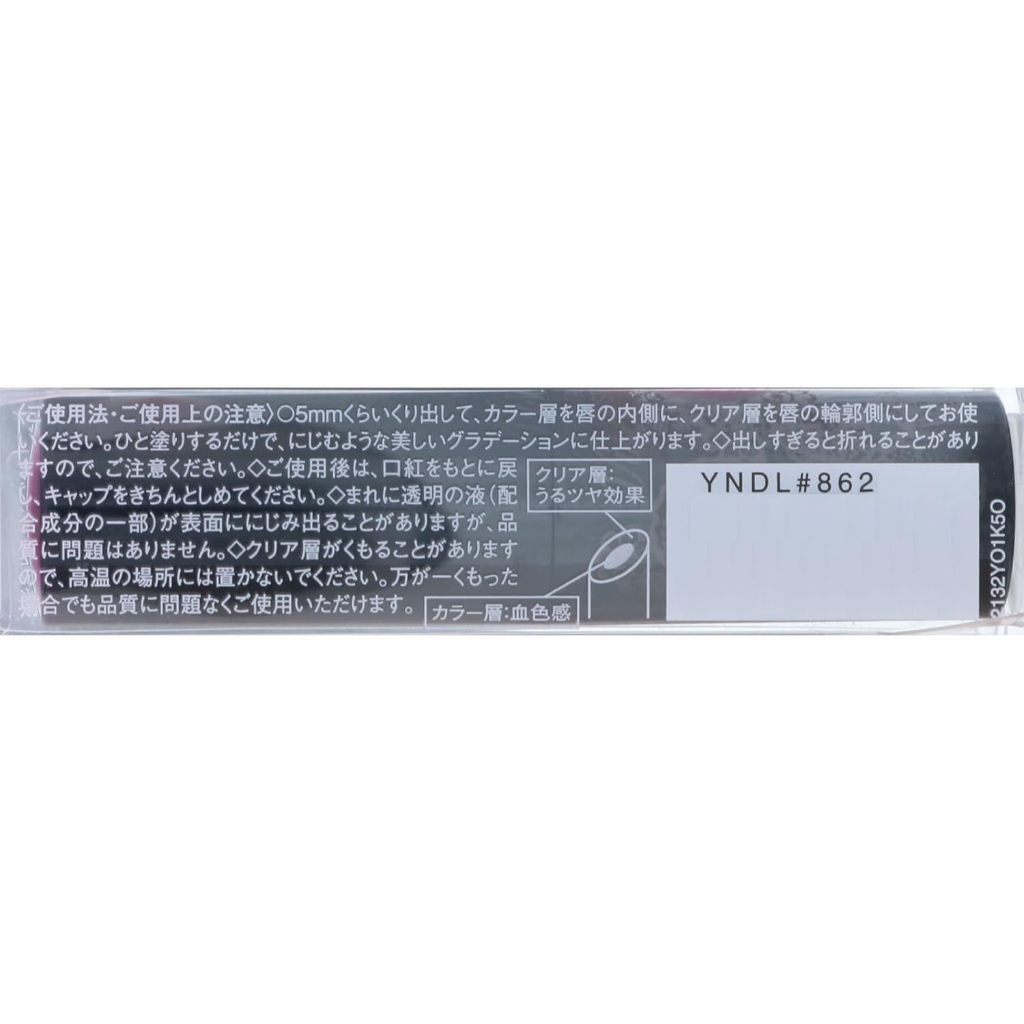 〈ご使用法・ご使用上の注意〉○5mmくらいくり出して、カラー層を唇の内側に、クリア層を唇の輪郭側にしてお使
いください。ひと塗りするだけで、にじむような美しいグラデーションに仕上がります。◇出しすぎると折れることがあり
ますので、ご注意ください。◇ご使用後は、口紅をもとに戻
し、キャップをきちんとしめてください。◇まれに透明の液(配
合成分の一部)が表面ににじみ出ることがありますが、品
質に問題はありません。◇クリア層がくもることがあります
ので、高温の場所には置かないでください。万が一くもった
場合でも品質に問題なくご使用いただけます。
クリア層:
うるツヤ効果
カラー層:血色感
YNDL#862
2132YO1K5O